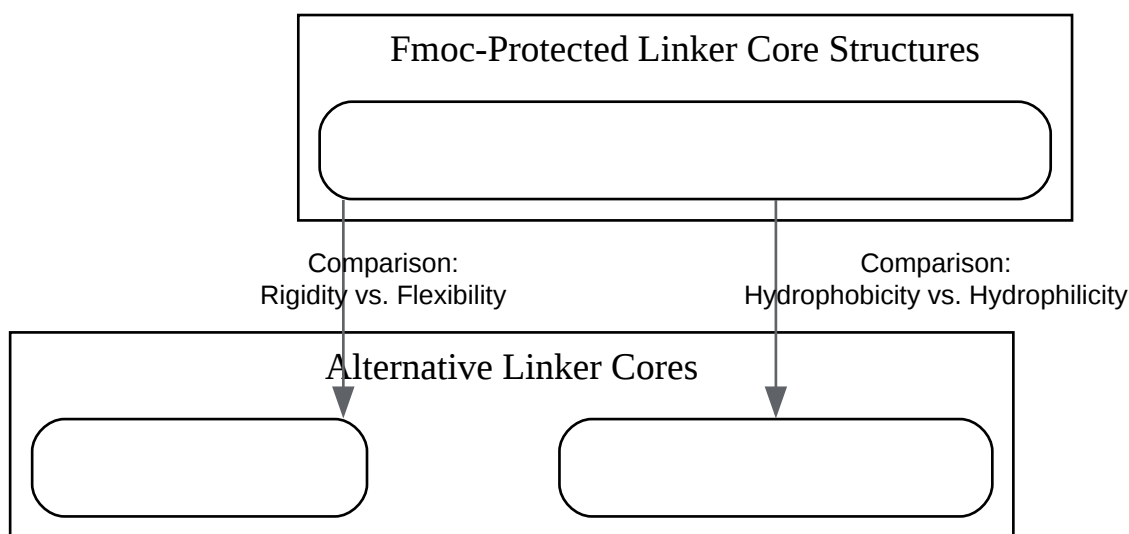 Fmoc-Protected Linker Core Structures
Comparison:
Rigidity vs. Flexibility
Comparison:
Hydrophobicity vs. Hydrophilicity
Alternative Linker Cores